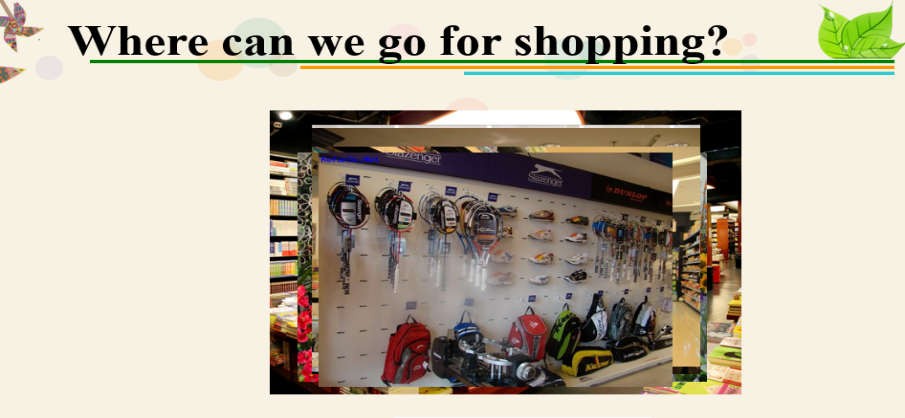 Where can we go for shopping?
Slazenger
Slazenger
DUNLOP